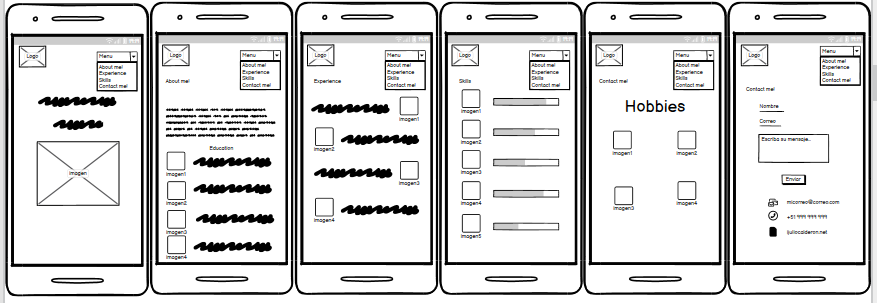 Logo
Menu
About me!
Experience
Skills
Contact me!
Imagen
Logo
Menu
About me!
Experience
Skills
Contact me!
About me!
Education
Imagen1
Imagen2
Imagen3
Imagen4
Logo
Menu
About me!
Experience
Skills
Contact me!
Experience
Imagen1
Imagen2
Imagen3
Imagen4
Logo
Menu
About me!
Experience
Skills
Contact me!
Skills
Imagen1
Imagen2
Imagen3
Imagen4
Imagen5
Logo
Menu
About me!
Experience
Skills
Contact me!
Contact me!
Hobbies
Imagen1
Imagen2
Imagen3
Imagen4
Logo
Menu
About me!
Experience
Skills
Contact me!
Contact me!
Nombre
Correo
Escriba su mensaje..
Enviar
micorreo@correo.com
+51 999 999 999